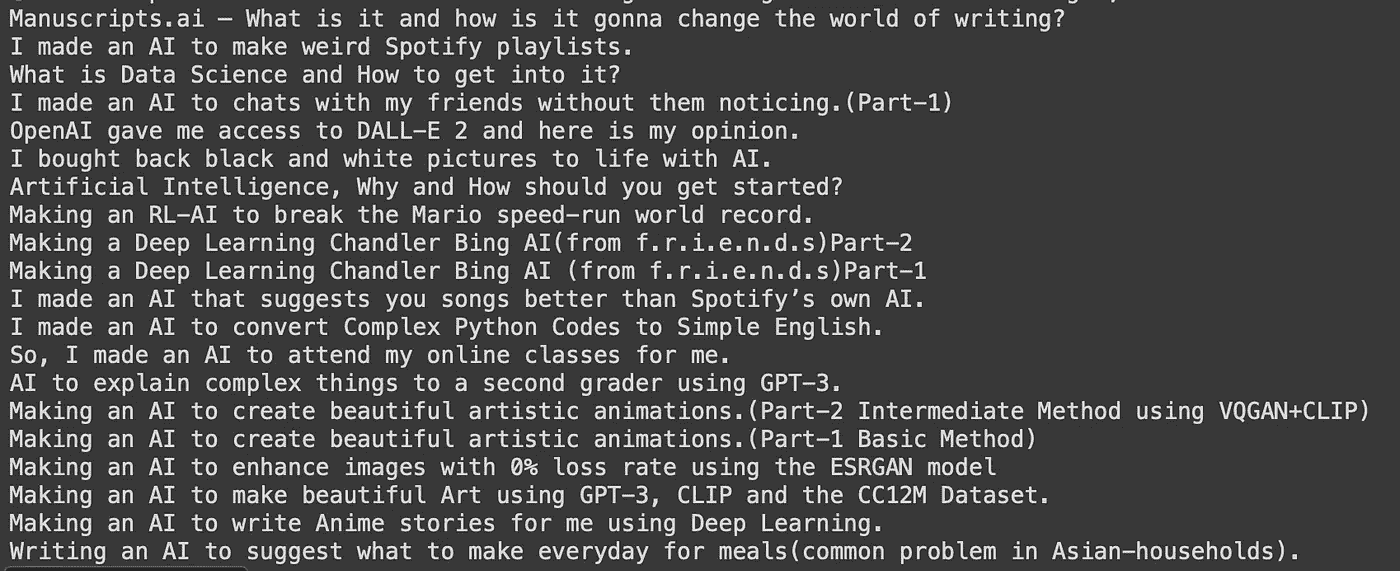 Manuscripts.ai — What is it and how is it gonna change the world of writing?
I made an AI to make weird Spotify playlists.
What is Data Science and How to get into it?
I made an AI to chats with my friends without them noticing.(Part-1)
OpenAI gave me access to DALL-E 2 and here is my opinion.
I bought back black and white pictures to life with AI.
Artificial Intelligence, Why and How should you get started?
Making an RL-AI to break the Mario speed-run world record.
Making a Deep Learning Chandler Bing AI(from f.r.i.e.n.d.s)Part-2
Making a Deep Learning Chandler Bing AI (from f.r.i.e.n.d.s)Part-1
I made an AI that suggests you songs better than Spotify’s own AI.
I made an AI to convert Complex Python Codes to Simple English.
So, I made an AI to attend my online classes for me.
AI to explain complex things to a second grader using GPT-3.
Making an AI to create beautiful artistic animations.(Part-2 Intermediate Method using VQGAN+CLIP)
Making an AI to create beautiful artistic animations.(Part-1 Basic Method)
Making an AI to enhance images with 0% loss rate using the ESRGAN model
Making an AI to make beautiful Art using GPT-3, CLIP and the CC12M Dataset.
Making an AI to write Anime stories for me using Deep Learning.
Writing an AI to suggest what to make everyday for meals(common problem in Asian-households).